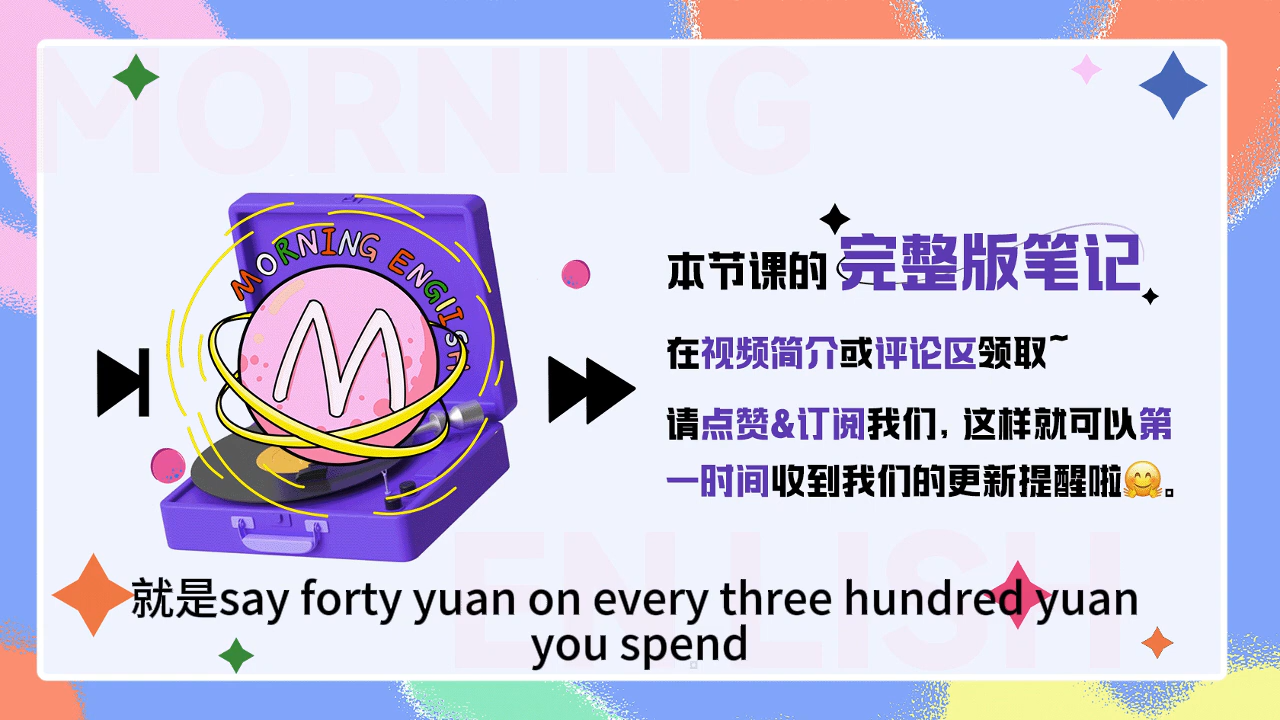 MORNING
MORNING ENGLISH
M
本节课的 完整版笔记
在视频简介或评论区领取~
请点赞&订阅我们, 这样就可以第
一时间收到我们的更新提醒啦🤗。
ENLISH
就是say forty yuan on every three hundred yuan
you spend